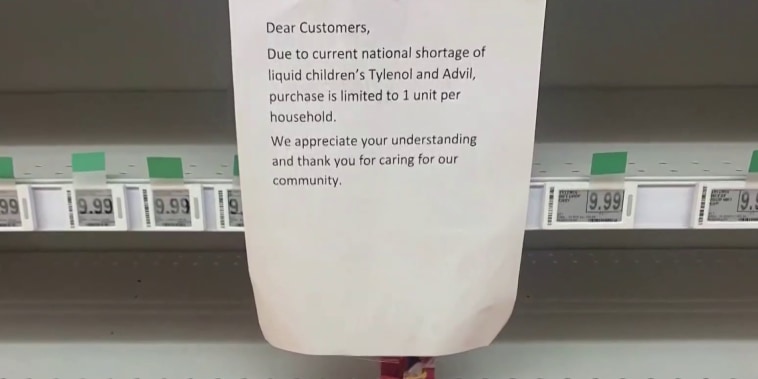 Dear Customers,
Due to current national shortage of
liquid children's Tylenol and Advil,
purchase is limited to 1 unit per
household.
We appreciate your understanding
and thank you for caring for our
community.
99
9.99
9.99
9.
9.99
9.9